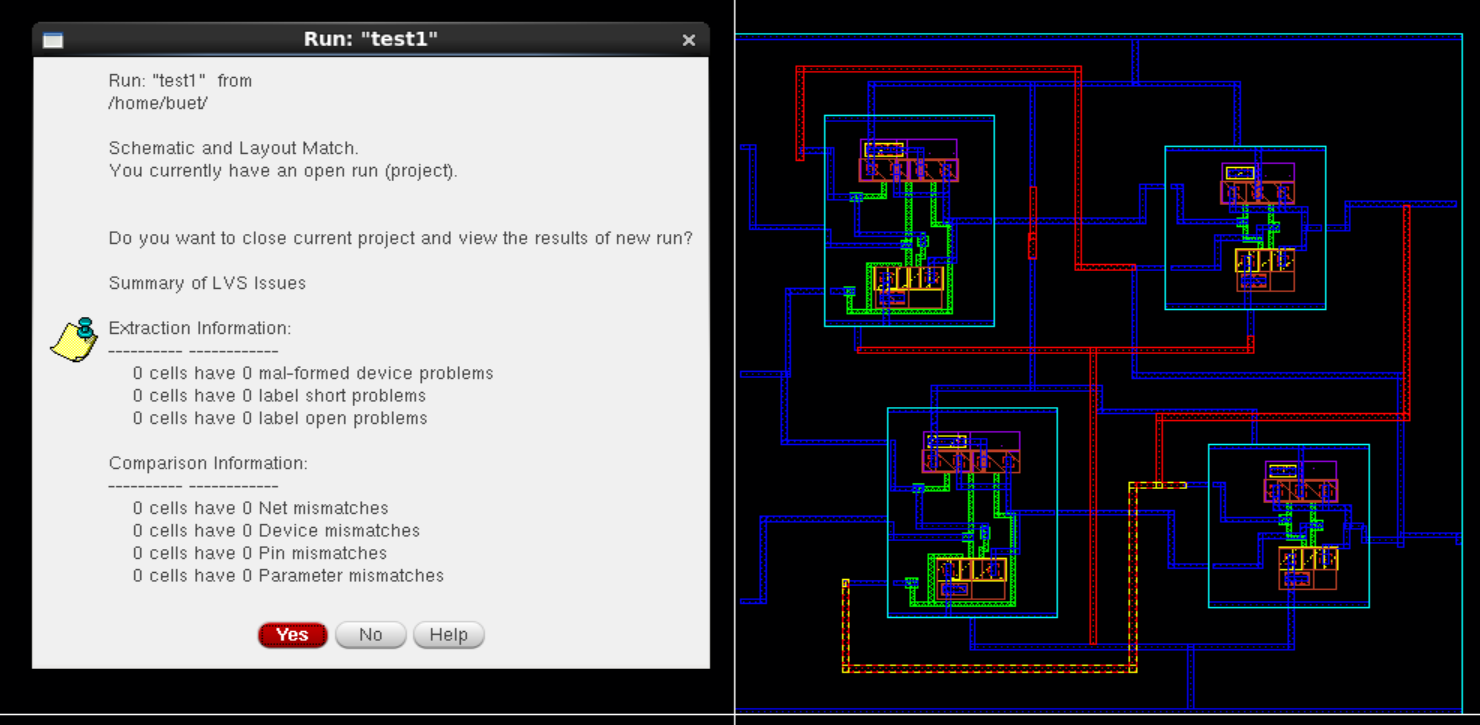 Run: "test1"
Run: "test1"  from
/home/buet/
Schematic and Layout Match.
You currently have an open run (project).
Do you want to close current project and view the results of new run?
Summary of LVS Issues
Extraction Information:
---------- ------------
0 cells have 0 mal-formed device problems
0 cells have 0 label short problems
0 cells have 0 label open problems
Comparison Information:
---------- ------------
0 cells have 0 Net mismatches
0 cells have 0 Device mismatches
0 cells have 0 Pin mismatches
0 cells have 0 Parameter mismatches
Yes No Help